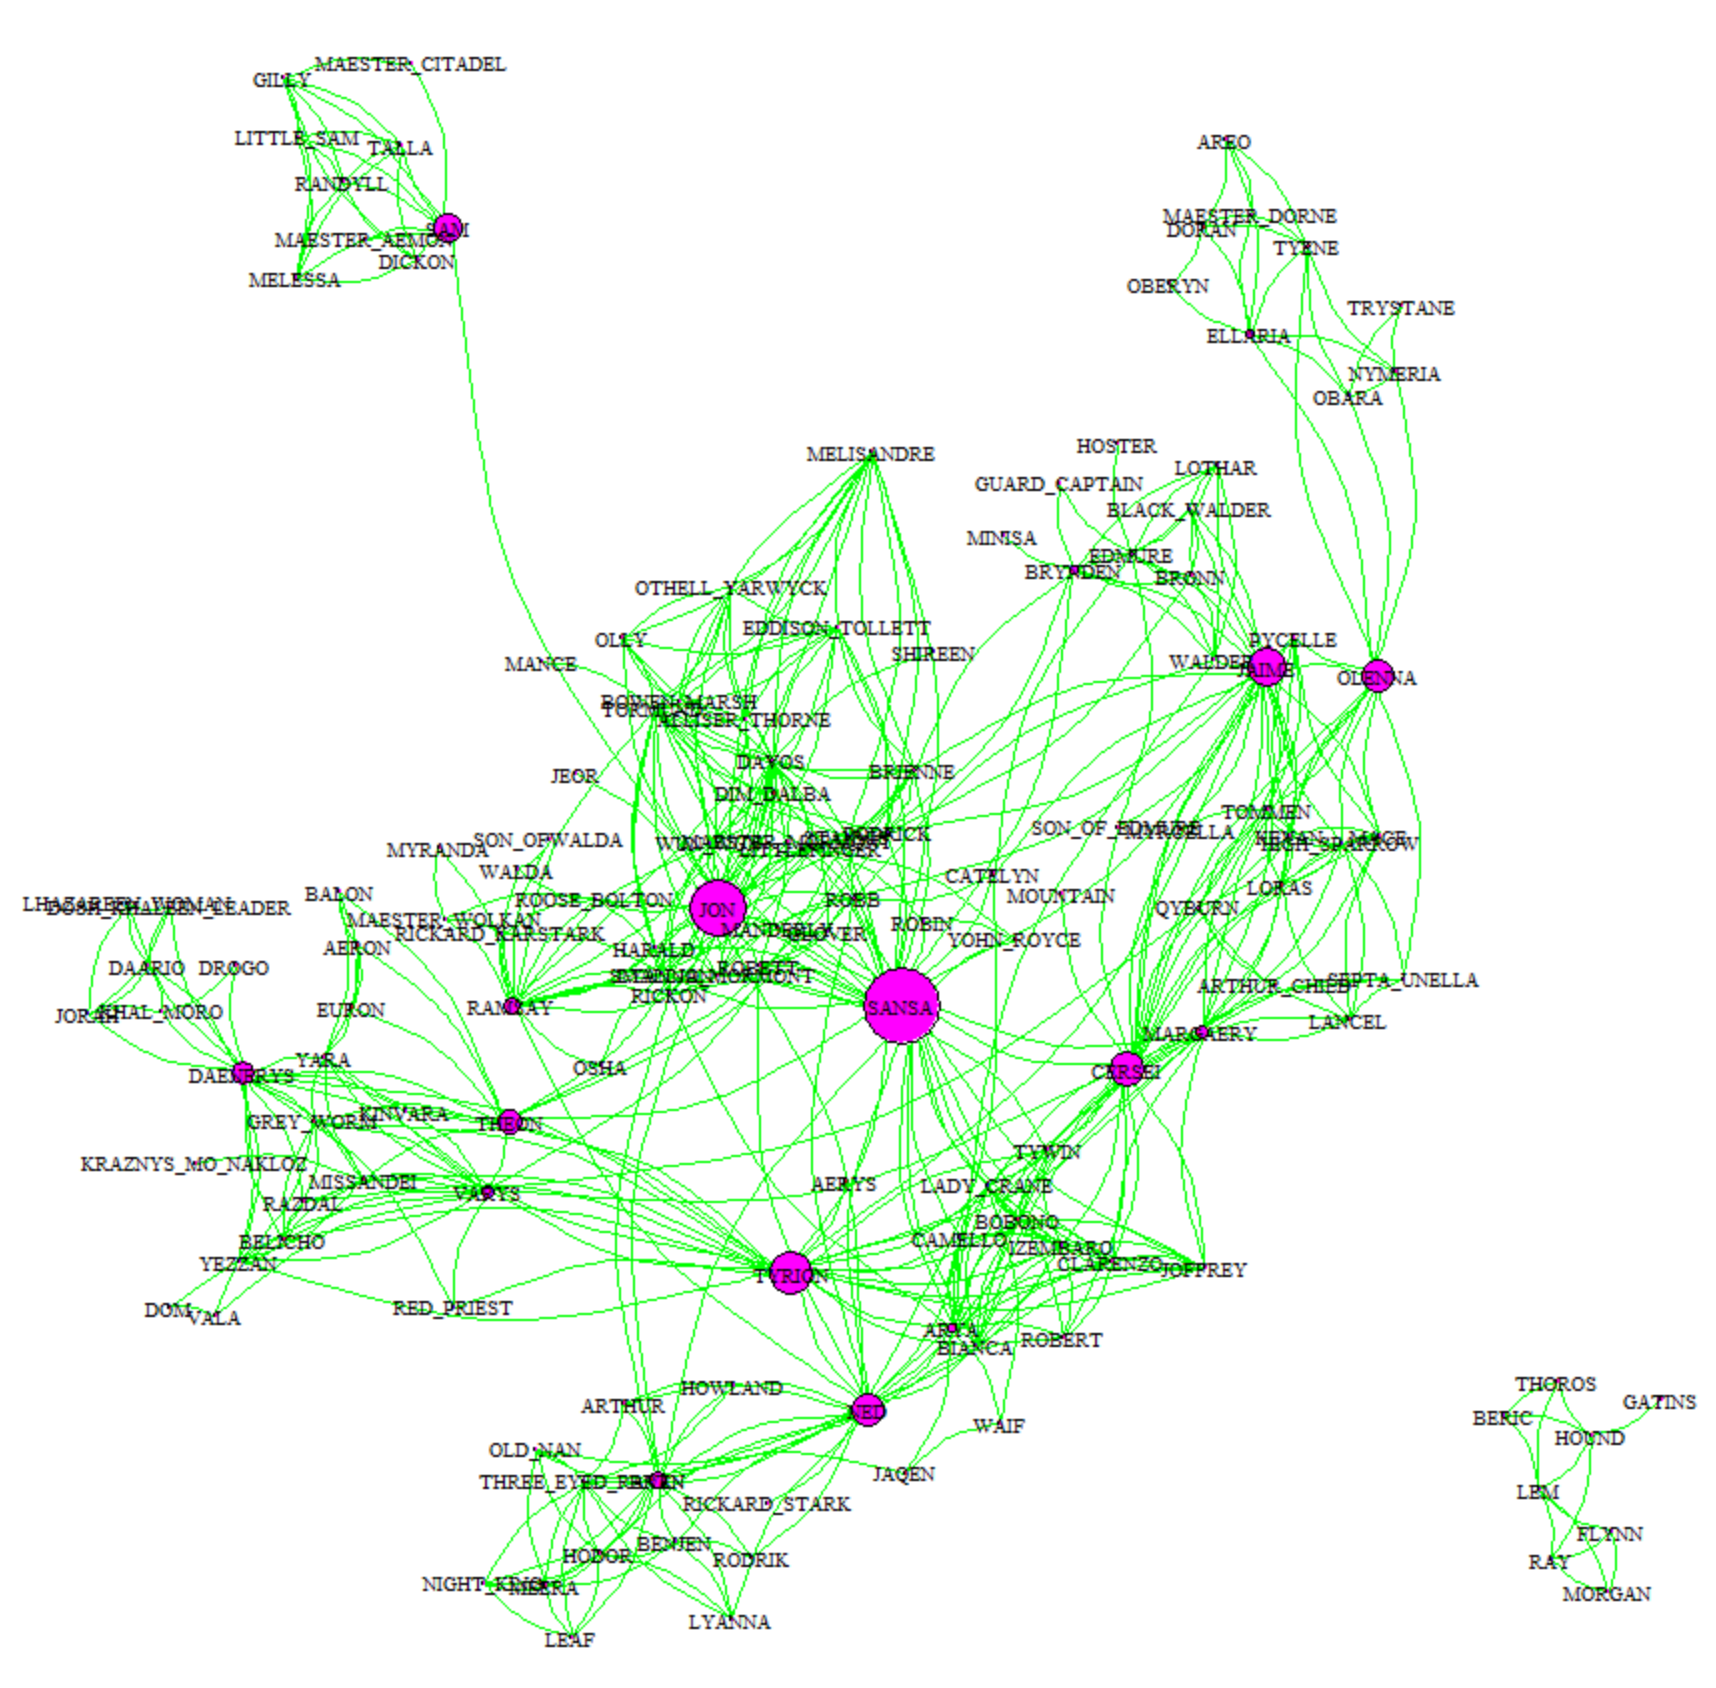 MAESTER_CITADEL
GILLY
LITTLE_SAM
TALLA
AREO
RANDYLL
MAESTER_DORNE
DORAN
SAM
MAESTER_AEMON
TYENE
DICKON
MELESSA
OBERYN
TRYSTANE
ELLARIA
NYMERIA
OBARA
HOSTER
MELISANDRE
LOTHAR
GUARD_CAPTAIN
BLACK_WALDER
MINISA
EDMURE
BRYNDEN
BRONN
OTHELL_YARWYCK
EDDISON_TOLLETT
OLLY
PYCELLE
SHIREEN
MANCE
WALDER
JAIME
OLENNA
BOWEN_MARSH
TORMUND
ALLISER_THORNE
DAVOS
BRIENNE
JEOR
DIM_DALBA
TOMMEN
SON_OF_EDMURE
MYRCELLA
PODRICK
KEVAN
MACE
SON_OFWALDA
HIGH_SPARROW
MYRANDA
LITTLEFINGER
WALDA
CATELYN
LORAS
BALON
MOUNTAIN
ROOSE_BOLTON
ROBB
LHAZAREEN_WOMAN
DOSH_KHALEEN_LEADER
JON
QYBURN
MAESTER_WOLKAN
ROBIN
MANDERLY
GLOVER
RICKARD_KARSTARK
YOHN_ROYCE
AERON
HARALD
DAARIO
DROGO
ROBETT
LYANNA_MORMONT
SEPTA_UNELLA
ARTHUR_CHILD
RICKON
RAMSAY
SANSA
EURON
KHAL_MORO
JORAH
LANCEL
MARGAERY
YARA
OSHA
CERSEI
DAENERYS
KINVARA
GREY_WORM
THEON
TYWIN
KRAZNYS_MO_NAKLOZ
MISSANDEI
AERYS
LADY_CRANE
VARYS
RAZDAL
BOBONO
BELICHO
CAMELLO
IZEMBARO
YEZZAN
CLARENZO
JOFFREY
TYRION
DOM
RED_PRIEST
VALA
ARYA
ROBERT
BIANCA
HOWLAND
THOROS
ARTHUR
GATINS
NED
BERIC
WAIF
HOUND
OLD_NAN
JAQEN
THREE_EYED_RAVEN
BRAN
LEM
RICKARD_STARK
FLYNN
BENJEN
HODOR
RODRIK
RAY
NIGHT_KING
MEERA
MORGAN
LYANNA
LEAF